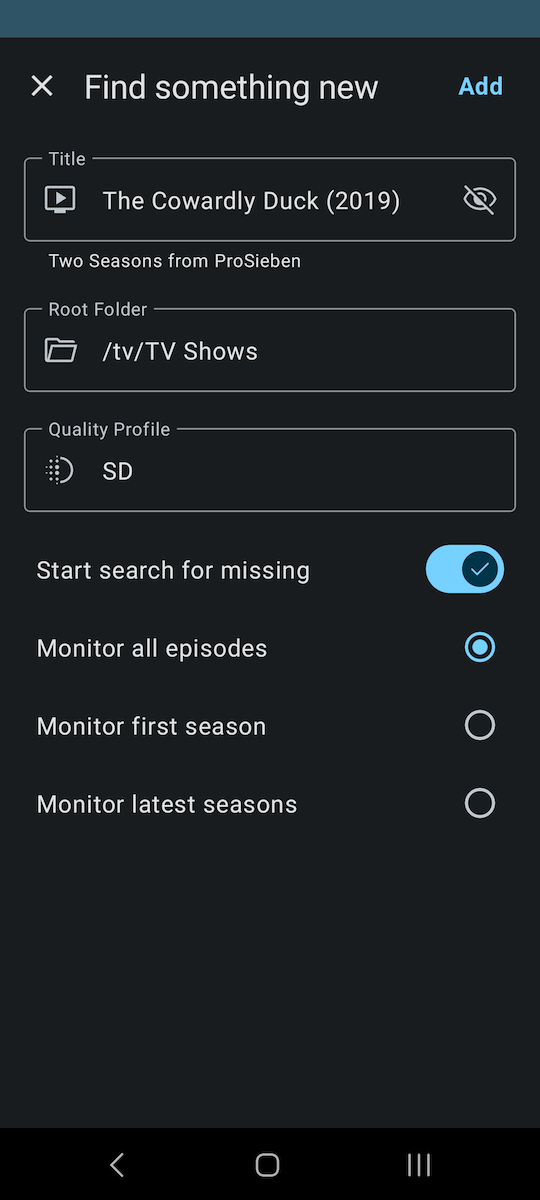 Find something new
Add
Title
The Cowardly Duck (2019)
Two Seasons from ProSieben
Root Folder
/tv/TV Shows
Quality Profile
SD
Start search for missing
Monitor all episodes
Monitor first season
Monitor latest seasons